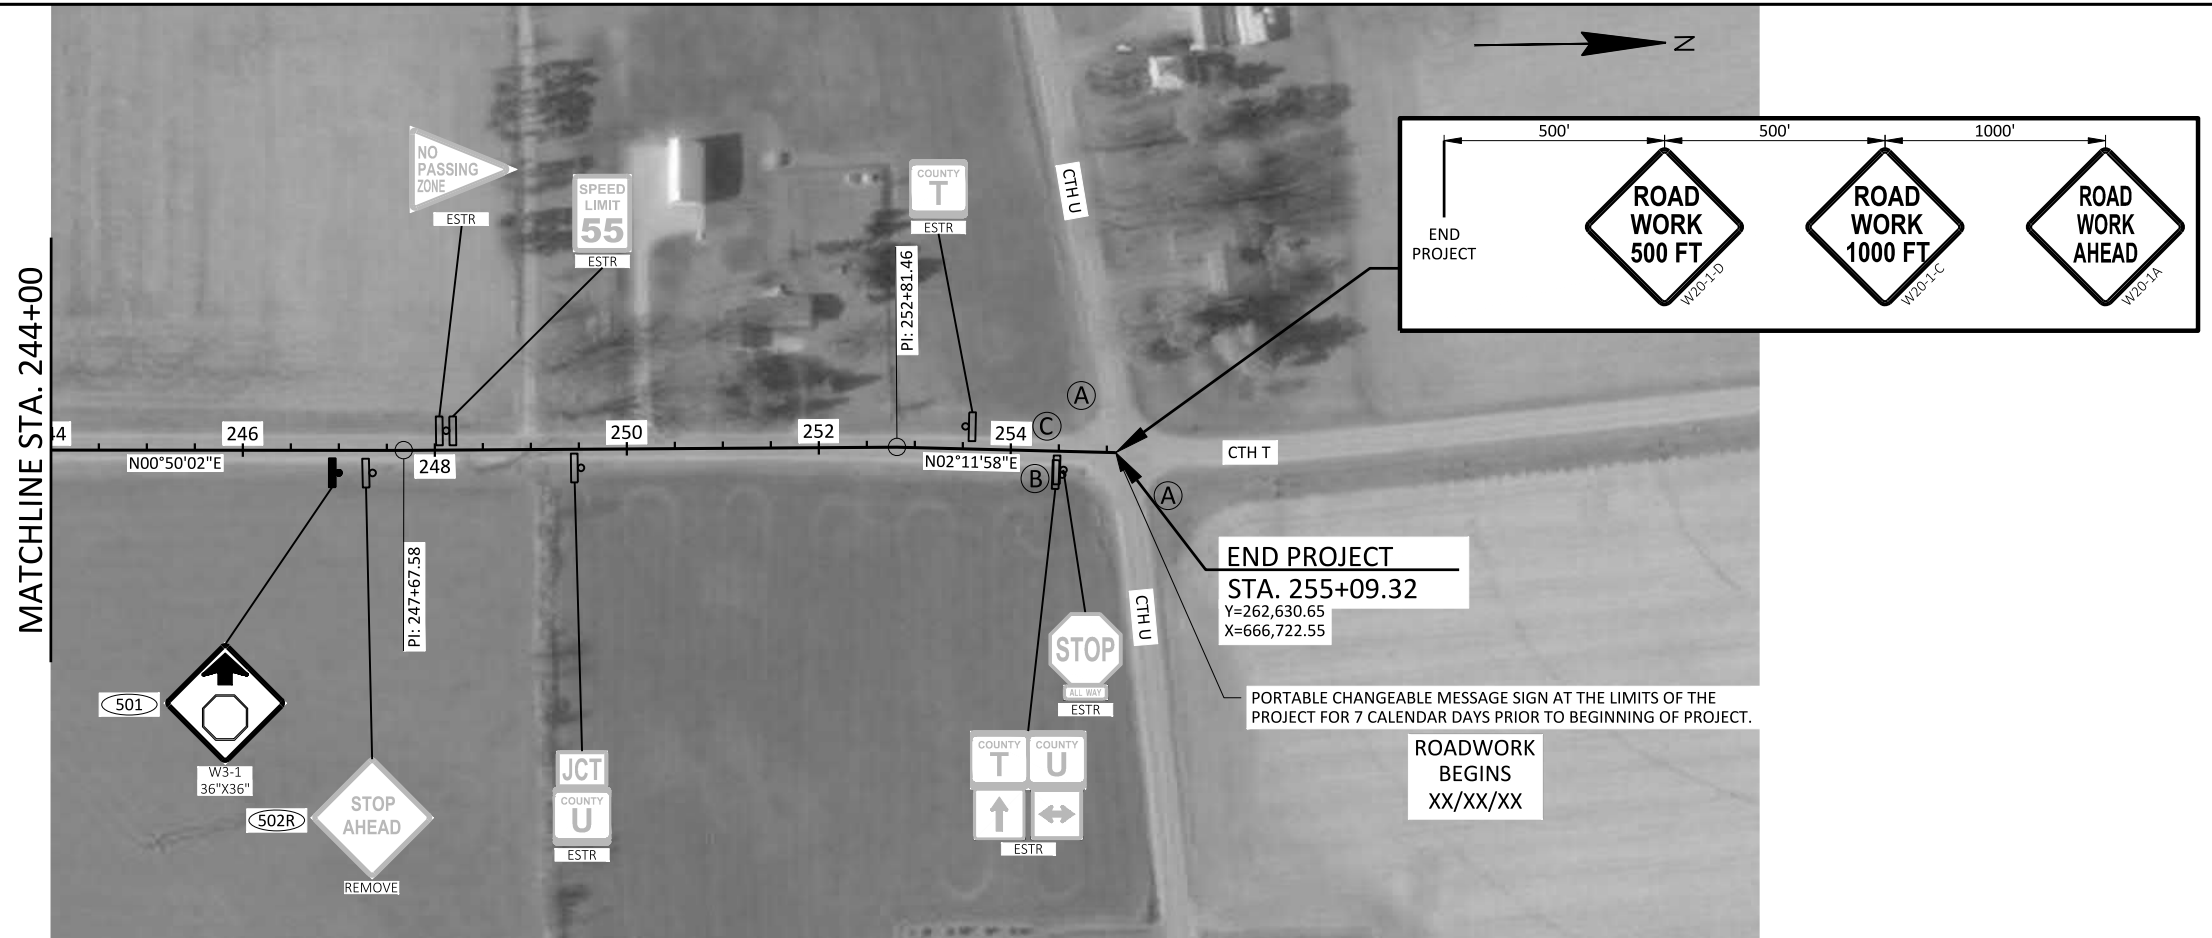 MATCHLINE STA. 244+00
N
500'
500'
1000'
END
PROJECT
ROAD
WORK
500 FT
W20-1-D
ROAD
WORK
1000 FT
W20-1-C
ROAD
WORK
AHEAD
W20-1A
NO
PASSING
ZONE
ESTR
SPEED
LIMIT
55
ESTR
COUNTY
T
ESTR
CTH U
PI: 252+81.46
44
246
248
250
252
254
N00°50'02"E
N02°11'58"E
A
C
B
A
CTH T
PI: 247+67.58
END PROJECT
STA. 255+09.32
Y=262,630.65
X=666,722.55
CTH U
STOP
ALL WAY
ESTR
501
W3-1
36"X36"
502R
STOP
AHEAD
REMOVE
JCT
COUNTY
U
ESTR
COUNTY
T
COUNTY
U
ESTR
PORTABLE CHANGEABLE MESSAGE SIGN AT THE LIMITS OF THE
PROJECT FOR 7 CALENDAR DAYS PRIOR TO BEGINNING OF PROJECT.
ROADWORK
BEGINS
XX/XX/XX